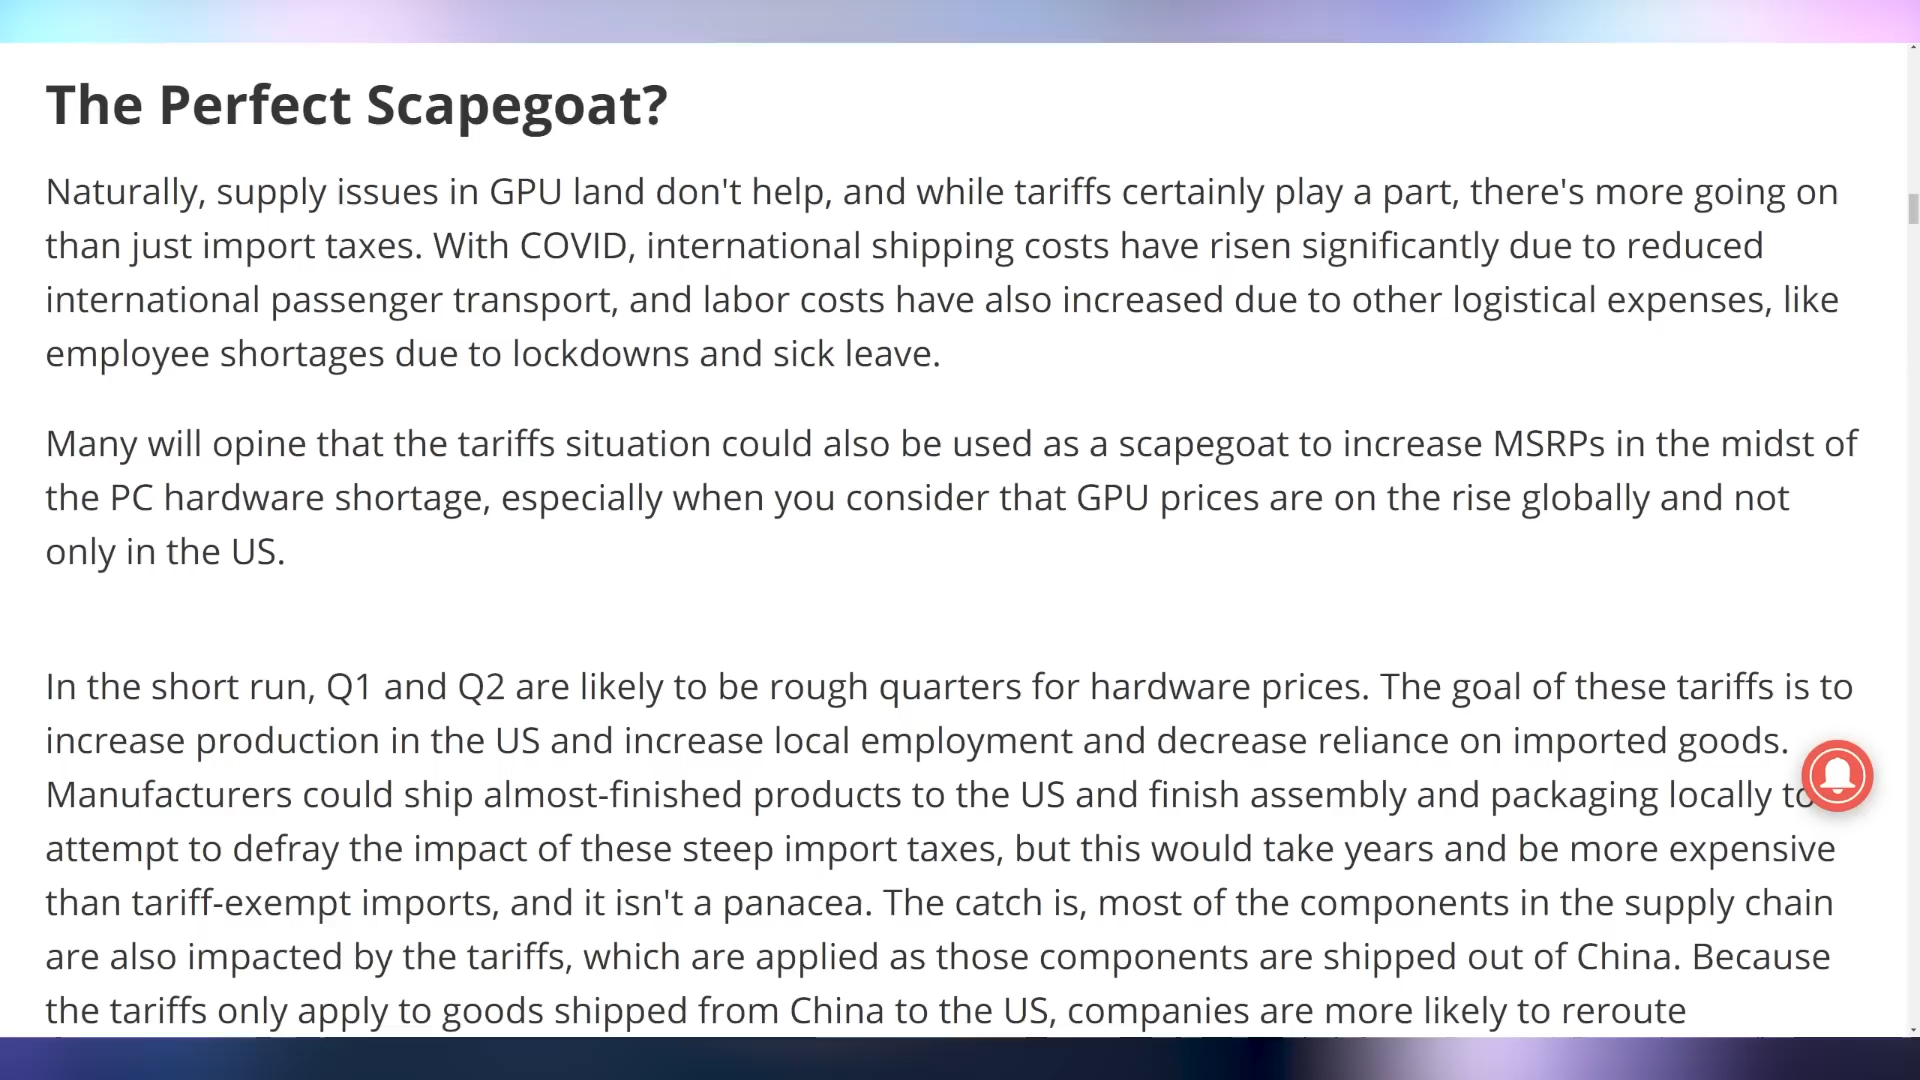 The Perfect Scapegoat?
Naturally, supply issues in GPU land don't help, and while tariffs certainly play a part, there's more going on
than just import taxes. With COVID, international shipping costs have risen significantly due to reduced
international passenger transport, and labor costs have also increased due to other logistical expenses, like
employee shortages due to lockdowns and sick leave.
Many will opine that the tariffs situation could also be used as a scapegoat to increase MSRPs in the midst of
the PC hardware shortage, especially when you consider that GPU prices are on the rise globally and not
only in the US.
In the short run, Q1 and Q2 are likely to be rough quarters for hardware prices. The goal of these tariffs is to
increase production in the US and increase local employment and decrease reliance on imported goods.
Manufacturers could ship almost-finished products to the US and finish assembly and packaging locally to
attempt to defray the impact of these steep import taxes, but this would take years and be more expensive
than tariff-exempt imports, and it isn't a panacea. The catch is, most of the components in the supply chain
are also impacted by the tariffs, which are applied as those components are shipped out of China. Because
the tariffs only apply to goods shipped from China to the US, companies are more likely to reroute